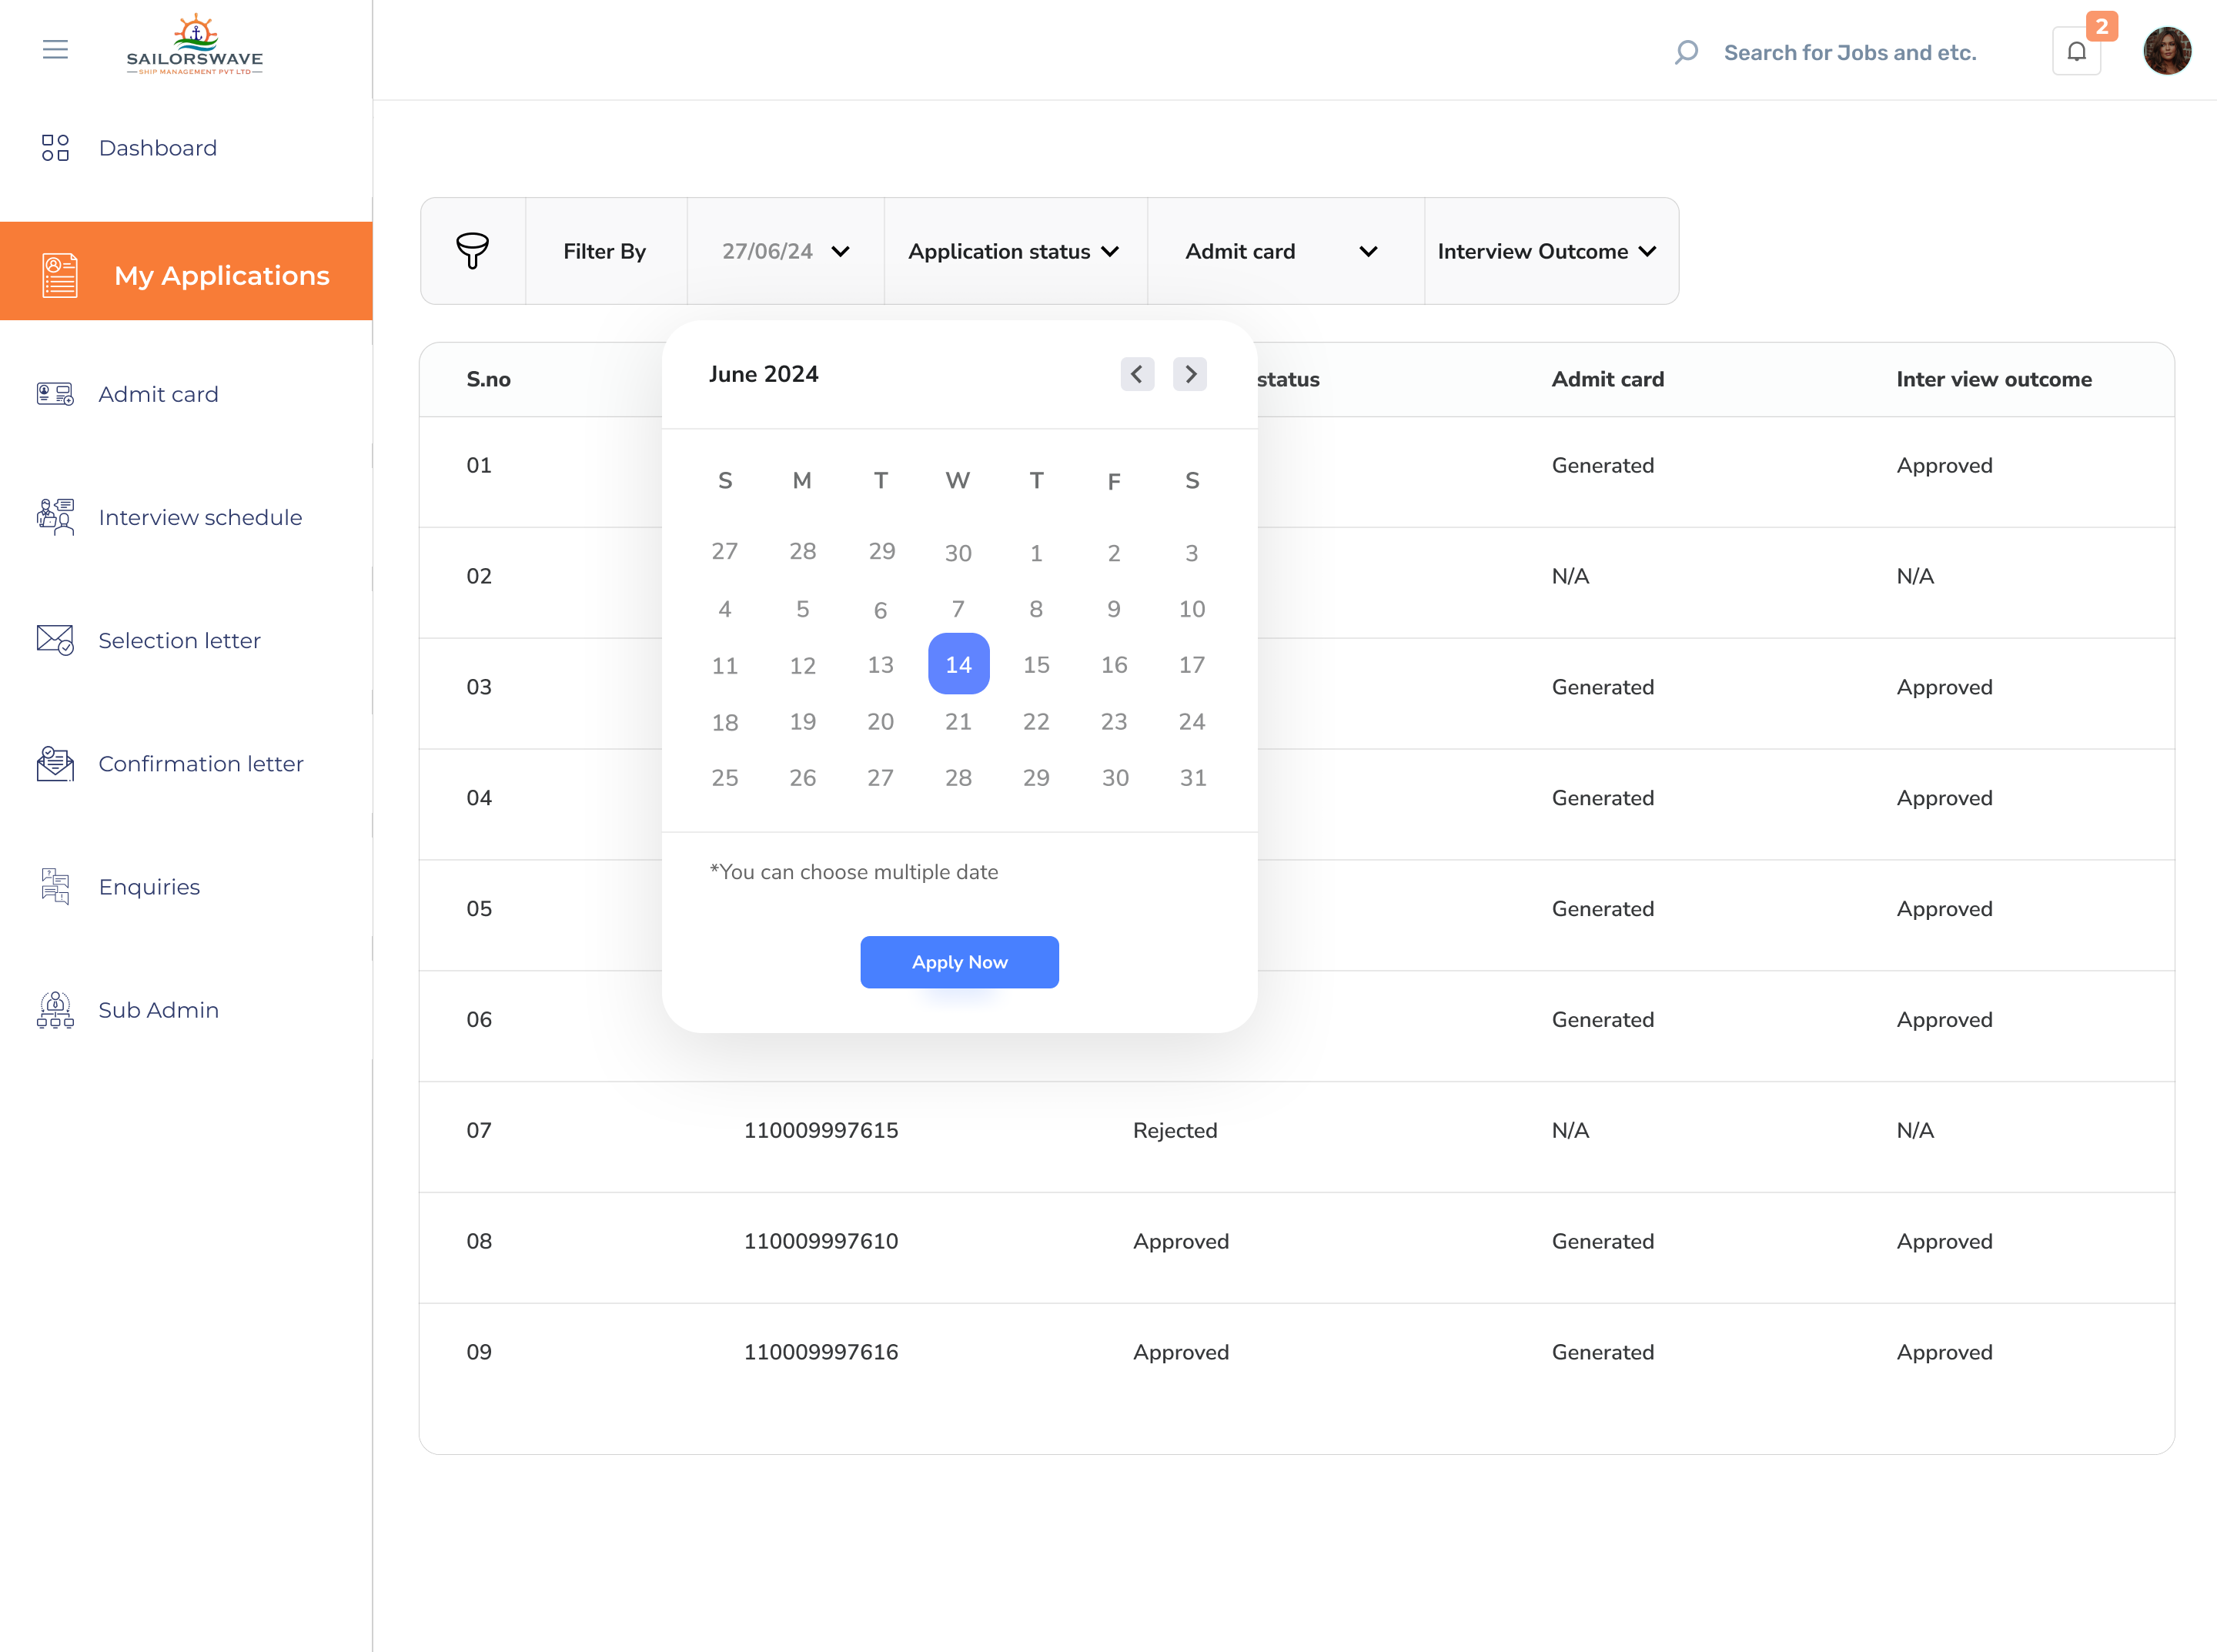 SAILORSWAVE
SHIP MANAGEMENT PVT LTD
Search for Jobs and etc.
2
Dashboard
My Applications
Admit card
Interview schedule
Selection letter
Confirmation letter
Enquiries
Sub Admin
Filter By 27/06/24 Application status Admit card Interview Outcome
S.no status Admit card Inter view outcome
01 Generated Approved
02 N/A N/A
03 Generated Approved
04 Generated Approved
05 Generated Approved
06 Generated Approved
07 110009997615 Rejected N/A N/A
08 110009997610 Approved Generated Approved
09 110009997616 Approved Generated Approved
June 2024
S M T W T F S
27 28 29 30 1 2 3
4 5 6 7 8 9 10
11 12 13 14 15 16 17
18 19 20 21 22 23 24
25 26 27 28 29 30 31
*You can choose multiple date
Apply Now